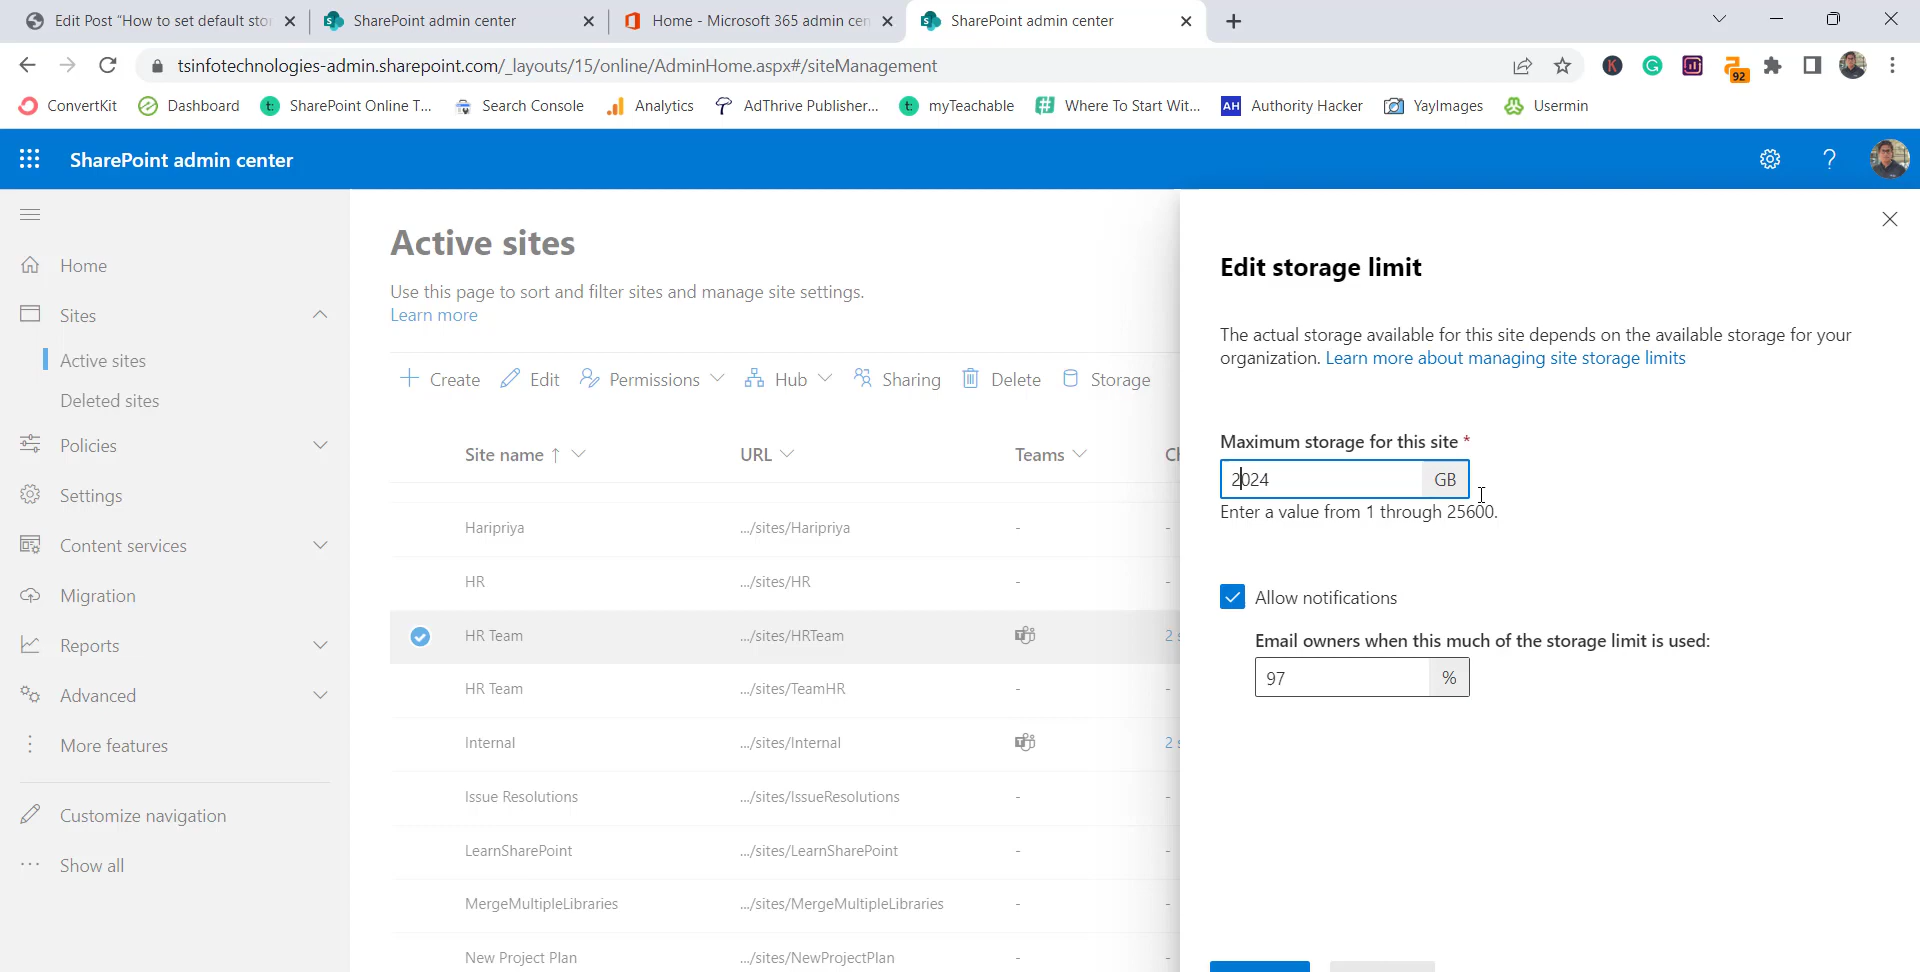 Edit Post “How to set default sto
SharePoint admin center
Home - Microsoft 365 admin cen
SharePoint admin center
tsinfotechnologies-admin.sharepoint.com/_layouts/15/online/AdminHome.aspx#/siteManagement
92
ConvertKit
Dashboard
SharePoint Online T...
Search Console
Analytics
AdThrive Publisher...
myTeachable
Where To Start Wit...
AH Authority Hacker
YayImages
Usermin
SharePoint admin center
Home
Sites
Active sites
Deleted sites
Policies
Settings
Content services
Migration
Reports
Advanced
More features
Customize navigation
Show all
Active sites
Use this page to sort and filter sites and manage site settings.
Learn more
Create Edit Permissions Hub Sharing Delete Storage
Site name ↑ URL Teams
Haripriya .../sites/Haripriya - -
HR .../sites/HR - -
HR Team .../sites/HRTeam 2 s
HR Team .../sites/TeamHR - -
Internal .../sites/Internal 2 s
Issue Resolutions .../sites/IssueResolutions - -
LearnSharePoint .../sites/LearnSharePoint - -
MergeMultipleLibraries .../sites/MergeMultipleLibraries - -
New Project Plan .../sites/NewProjectPlan - -
Edit storage limit
The actual storage available for this site depends on the available storage for your
organization. Learn more about managing site storage limits
Maximum storage for this site *
2024 GB
Enter a value from 1 through 25600.
Allow notifications
Email owners when this much of the storage limit is used:
97 %